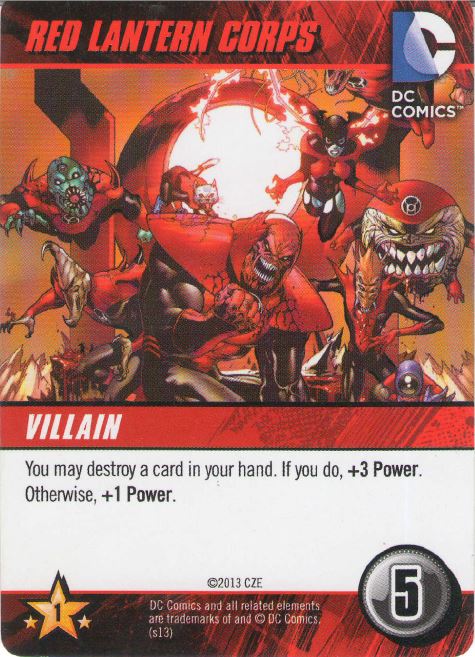 RED LANTERN CORPS
DC
COMICS™
VILLAIN
You may destroy a card in your hand. If you do, +3 Power.
Otherwise, +1 Power.
©2013 CZE
1
DC Comics and all related elements
are trademarks of and © DC Comics.
(s13)
5